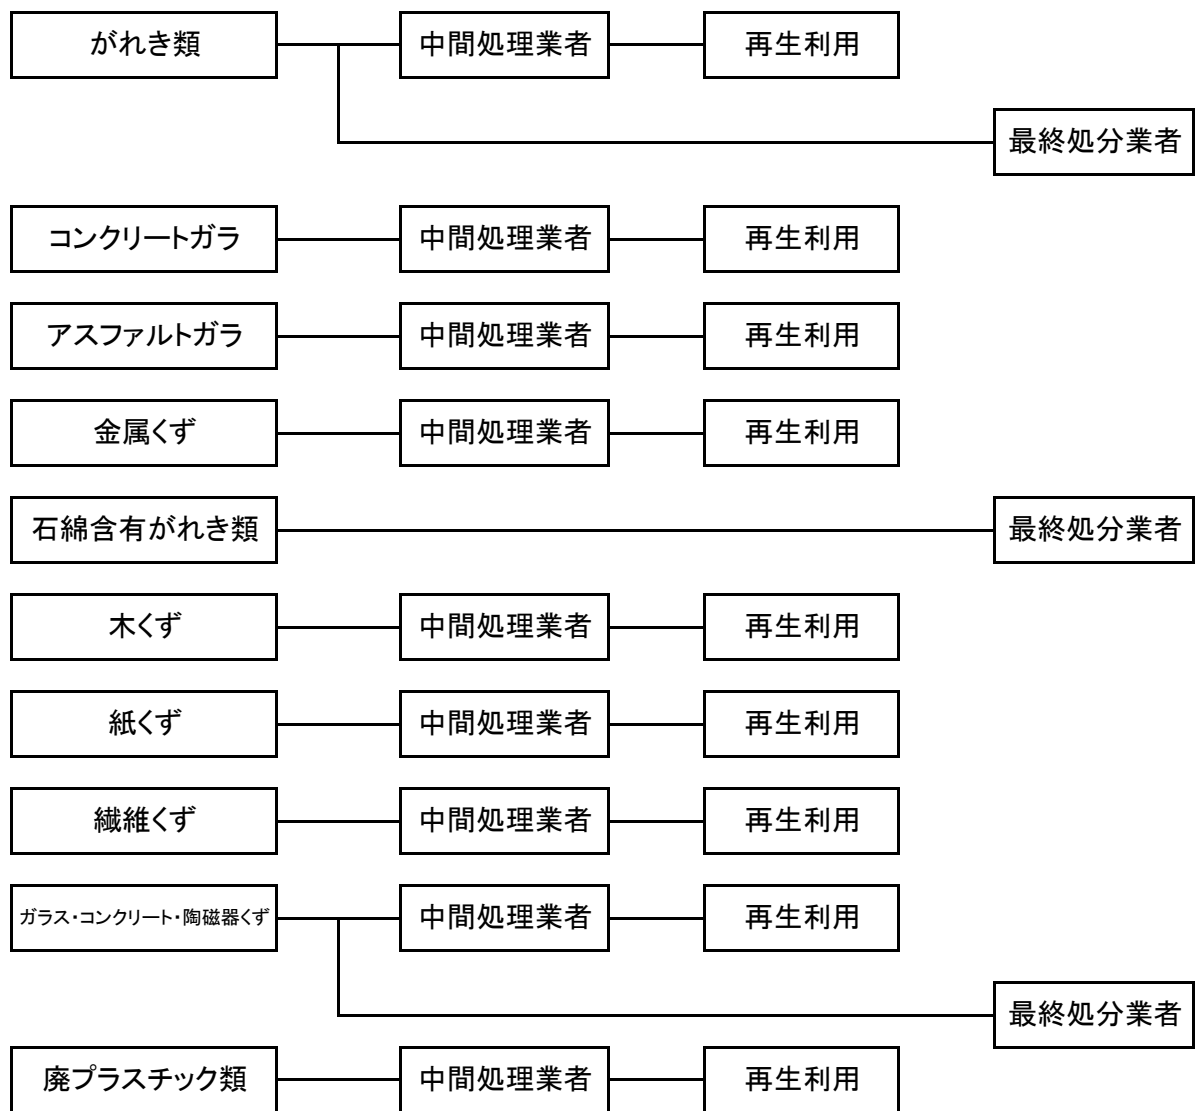 がれき類 中間処理業者 再生利用
最終処分業者
コンクリートガラ 中間処理業者 再生利用
アスファルトガラ 中間処理業者 再生利用
金属くず 中間処理業者 再生利用
石綿含有がれき類 最終処分業者
木くず 中間処理業者 再生利用
紙くず 中間処理業者 再生利用
繊維くず 中間処理業者 再生利用
ガラス・コンクリート・陶磁器くず 中間処理業者 再生利用
最終処分業者
廃プラスチック類 中間処理業者 再生利用